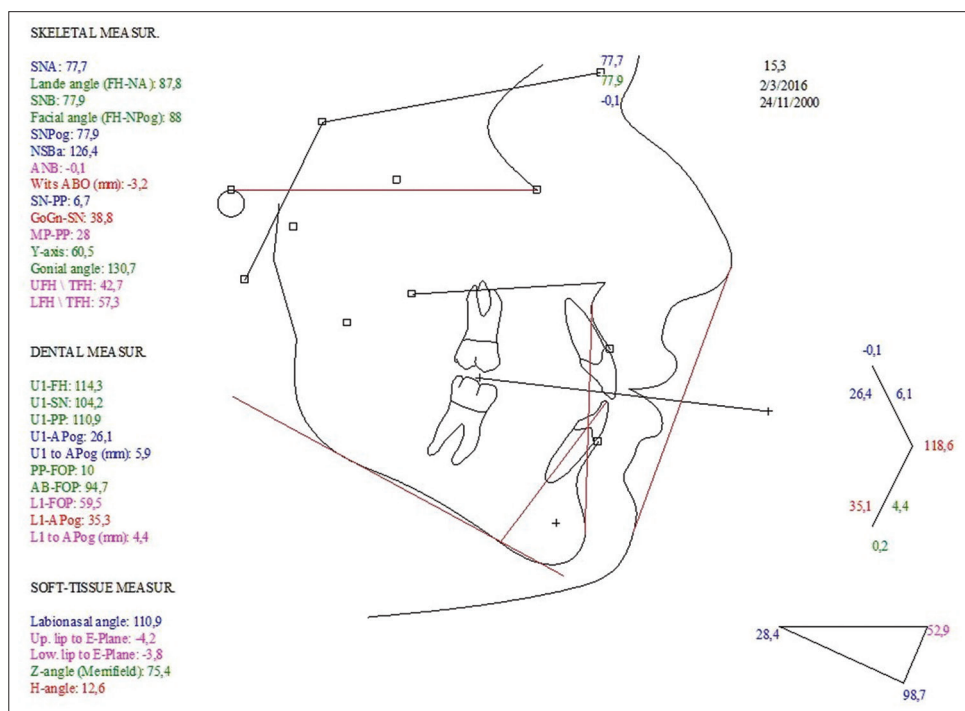 SKELETAL MEASUR.
SNA: 77,7
Lande angle (FH-NA): 87,8
SNB: 77,9
Facial angle (FH-NPog): 88
SNPog: 77,9
NSBa: 126,4
ANB: -0,1
Wits ABO (mm): -3,2
SN-PP: 6,7
GoGn-SN: 38,8
MP-PP: 28
Y-axis: 60,5
Gonial angle: 130,7
UFH \ TFH: 42,7
LFH \ TFH: 57,3
DENTAL MEASUR.
U1-FH: 114,3
U1-SN: 104,2
U1-PP: 110,9
U1-APog: 26,1
U1 to APog (mm): 5,9
PP-FOP: 10
AB-FOP: 94,7
L1-FOP: 59,5
L1-APog: 35,3
L1 to APog (mm): 4,4
SOFT-TISSUE MEASUR.
Labionasal angle: 110,9
Up. lip to E-Plane: -4,2
Low. lip to E-Plane: -3,8
Z-angle (Merrifield): 75,4
H-angle: 12,6
77,7
77,9
-0,1
15,3
2/3/2016
24/11/2000
-0,1
26,4 6,1
118,6
35,1 4,4
0,2
28,4 52,9
98,7